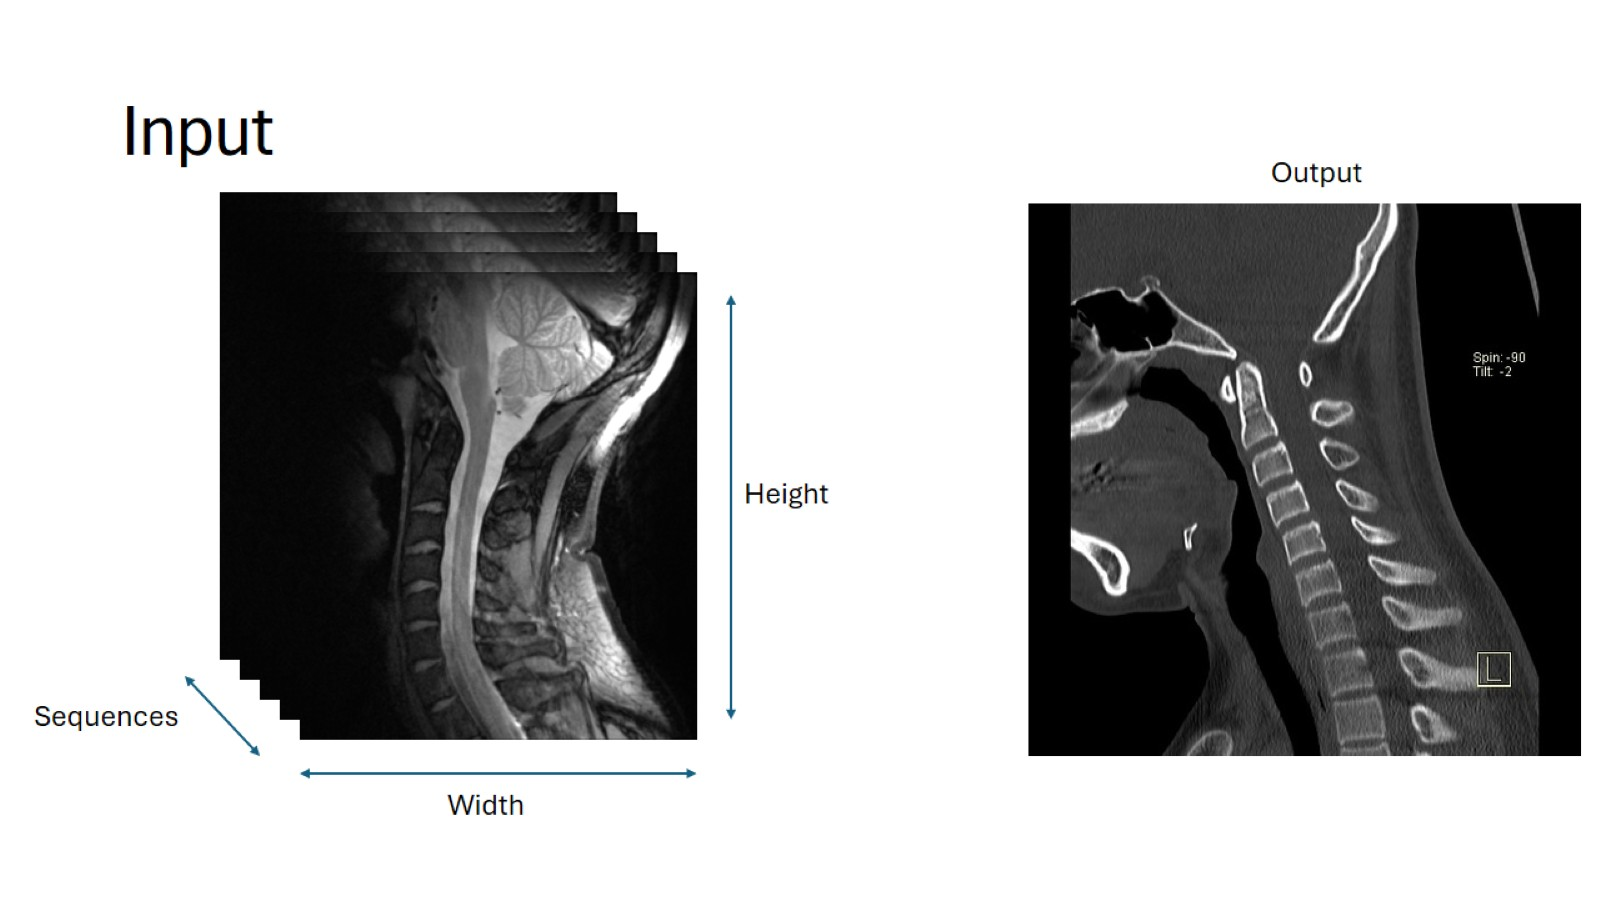 Input
Output
Spin: -90
Tilt: -2
Height
L
Sequences
Width